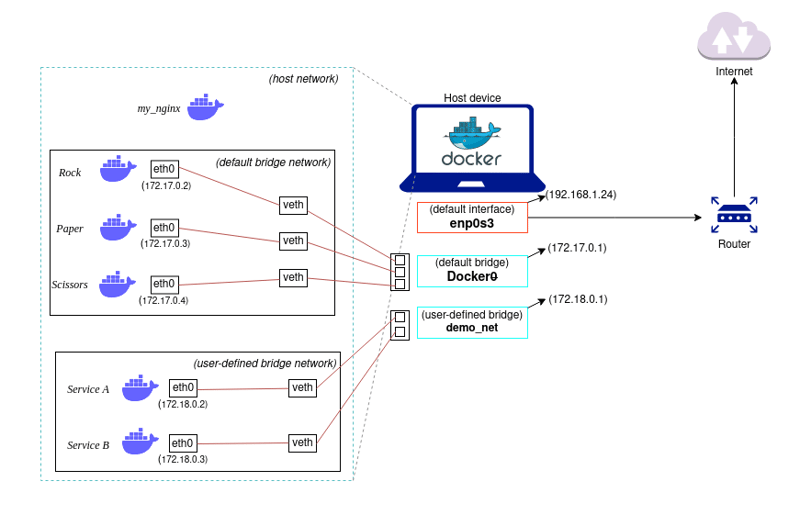 Internet
(host network)
my_nginx
Host device
docker
(default bridge network)
Rock
eth0
(172.17.0.2)
veth
Paper
eth0
(172.17.0.3)
veth
Scissors
eth0
(172.17.0.4)
veth
(default interface)
enp0s3
(192.168.1.24)
Router
(default bridge)
Docker0
(172.17.0.1)
(user-defined bridge)
demo_net
(172.18.0.1)
(user-defined bridge network)
Service A
eth0
(172.18.0.2)
veth
Service B
eth0
(172.18.0.3)
veth